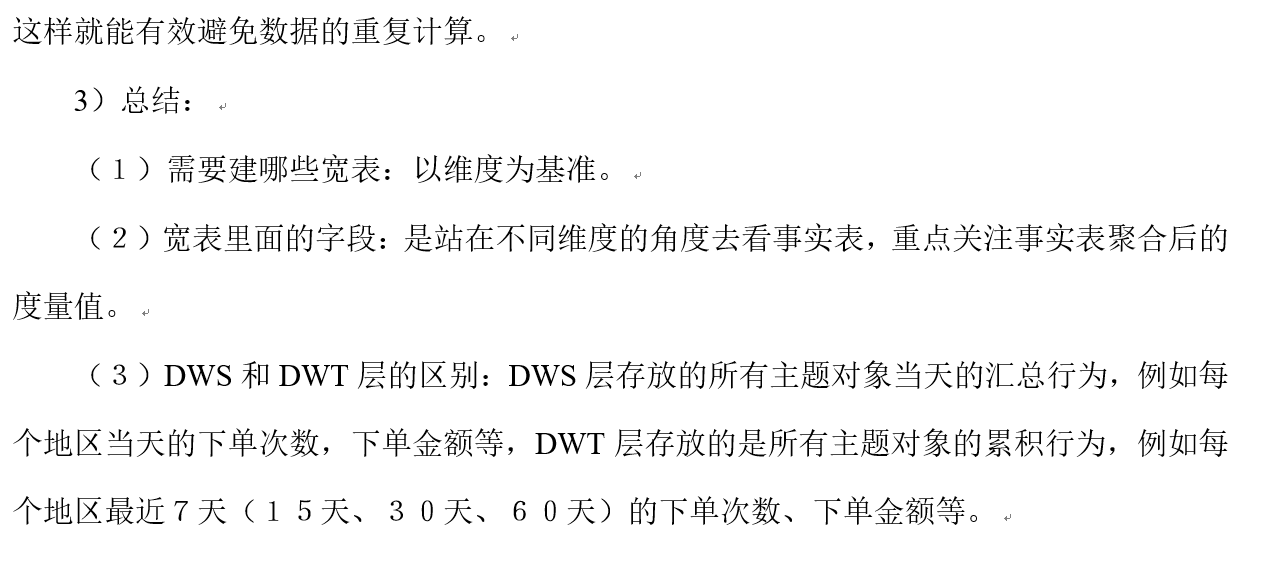 这样就能有效避免数据的重复计算。
3）总结：
（１）需要建哪些宽表：以维度为基准。
（２）宽表里面的字段：是站在不同维度的角度去看事实表，重点关注事实表聚合后的
度量值。
（３）DWS 和 DWT 层的区别：DWS 层存放的所有主题对象当天的汇总行为，例如每
个地区当天的下单次数，下单金额等，DWT 层存放的是所有主题对象的累积行为，例如每
个地区最近７天（１５天、３０天、６０天）的下单次数、下单金额等。